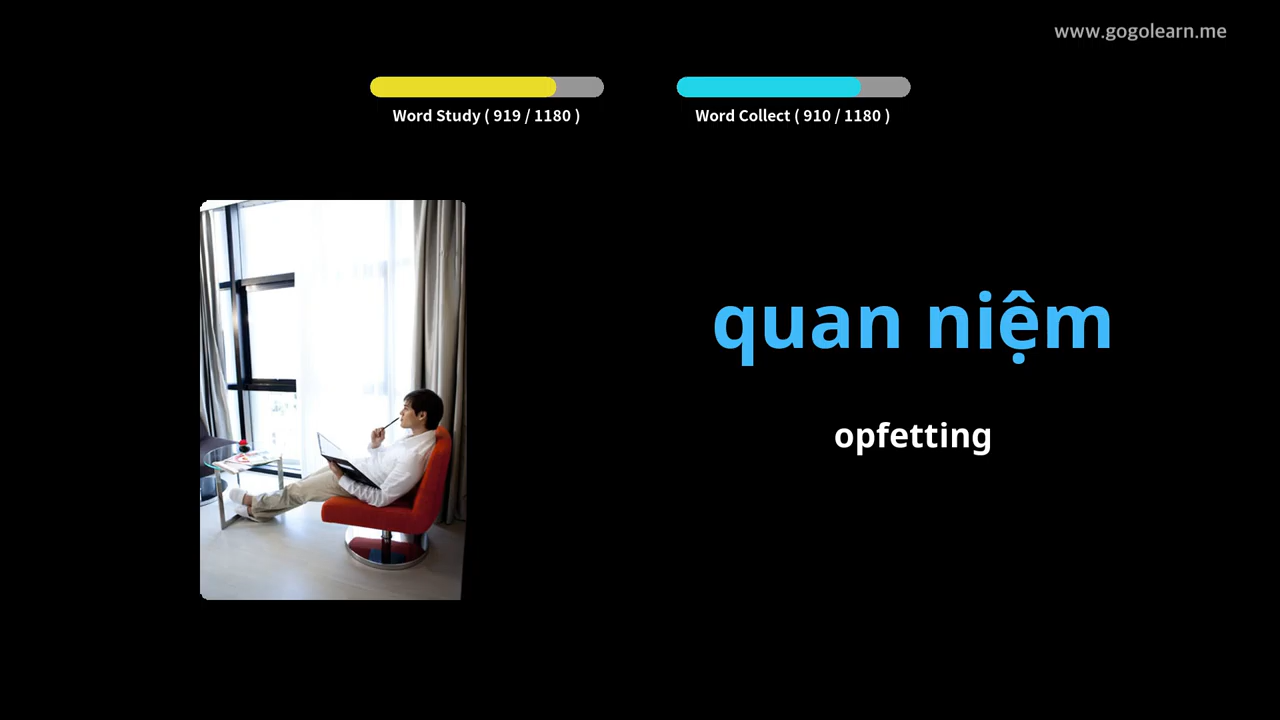 www.gogolearn.me
Word Study ( 919 / 1180 )
Word Collect ( 910 / 1180 )
quan niệm
opfetting